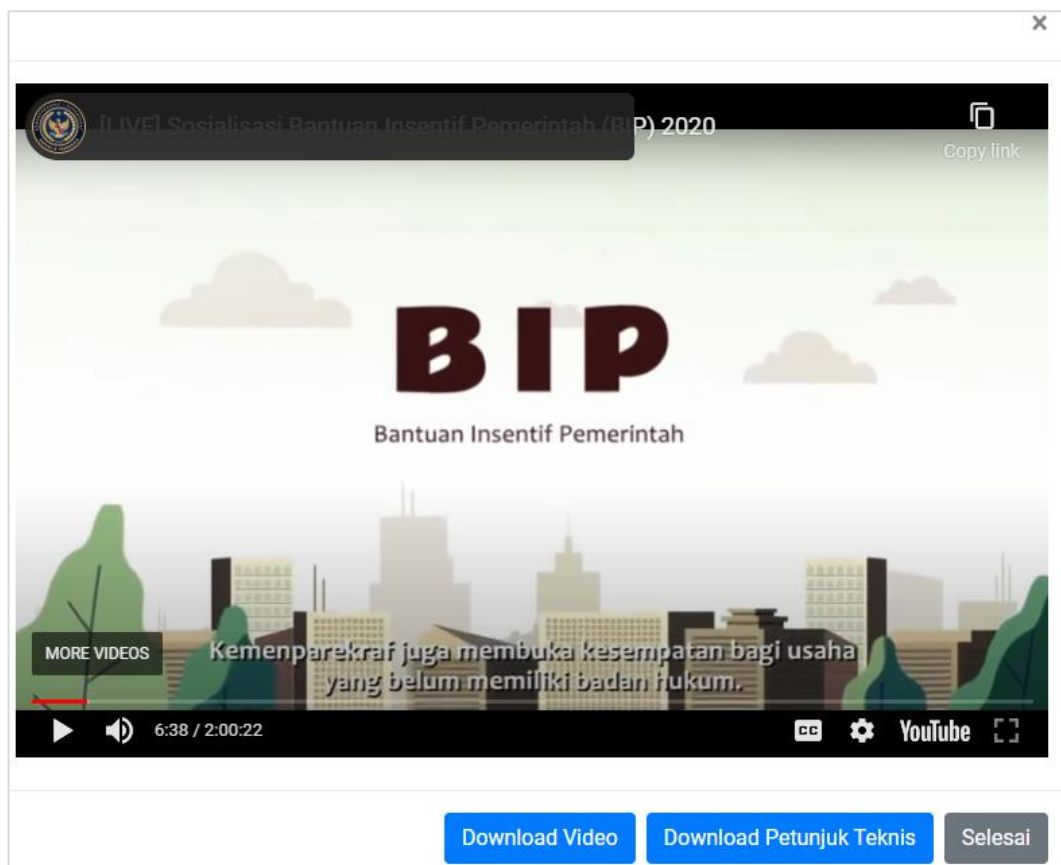 ×
[LIVE] Sosialisasi Bantuan Insentif Pemerintah (BIP) 2020
Copy link
BIP
Bantuan Insentif Pemerintah
MORE VIDEOS
Kemenparekraf juga membuka kesempatan bagi usaha
yang belum memiliki badan hukum.
6:38 / 2:00:22
CC
YouTube
Download Video
Download Petunjuk Teknis
Selesai